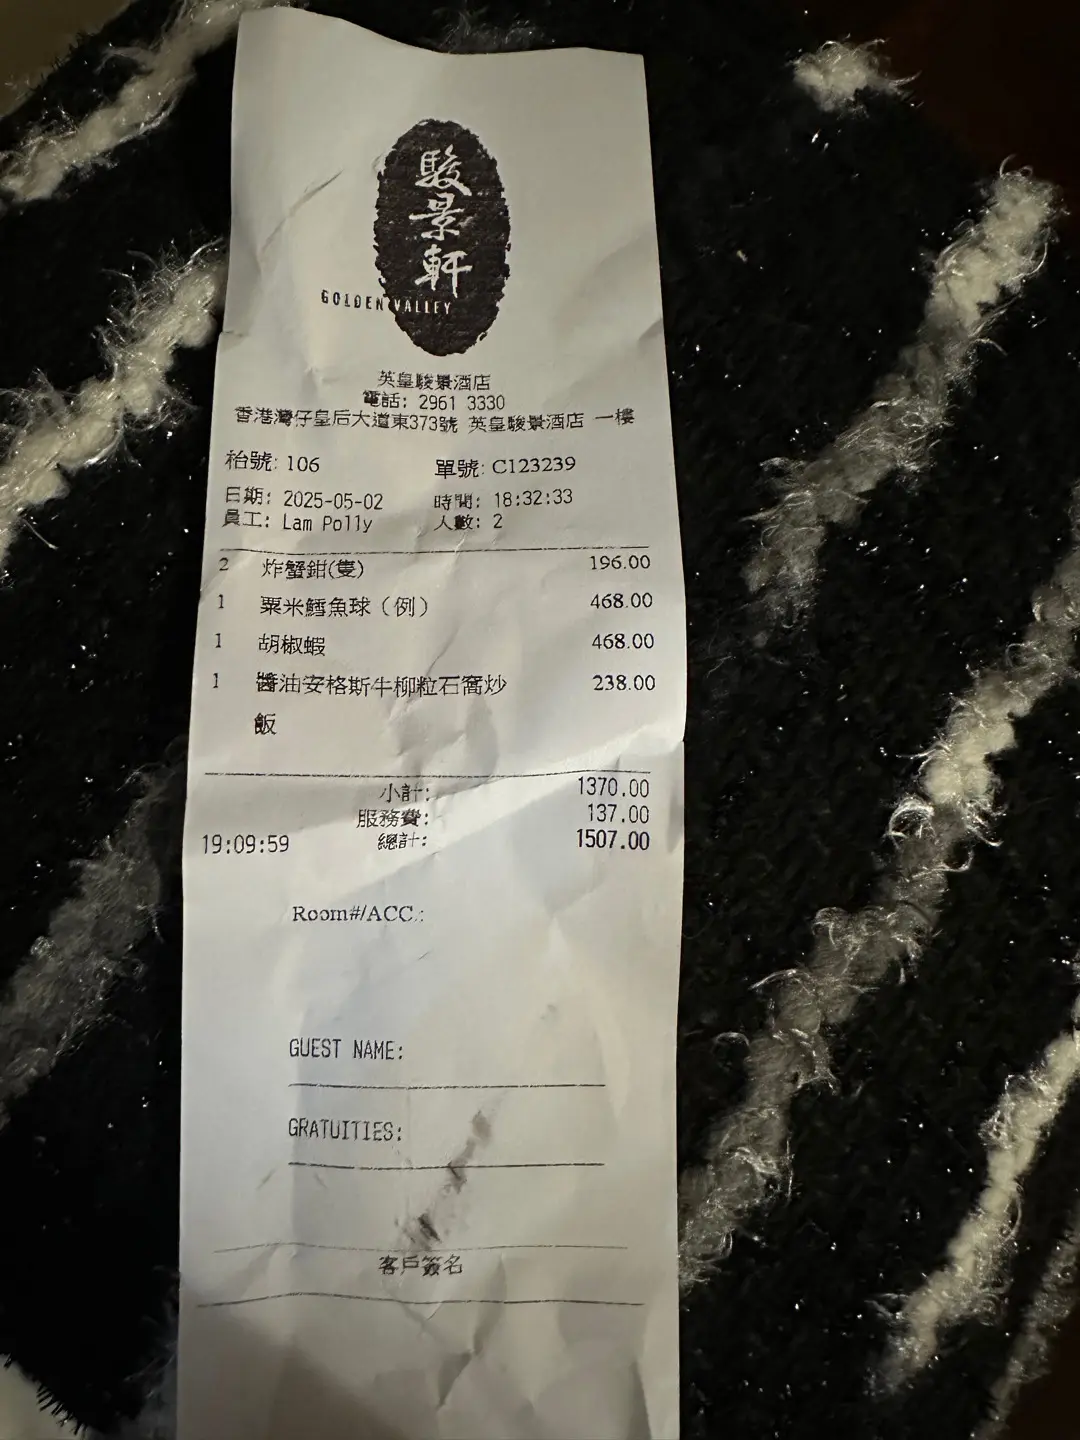 駿景軒
GOLDEN VALLEY
英皇駿景酒店
電話: 2961 3330
香港灣仔皇后大道東373號 英皇駿景酒店 一樓
枱號: 106 單號: C123239
日期: 2025-05-02 時間: 18:32:33
員工: Lam Polly 人數: 2
2 炸蟹鉗(隻) 196.00
1 粟米鱈魚球（例） 468.00
1 胡椒蝦 468.00
1 醬油安格斯牛柳粒石窩炒 238.00
飯
小計: 1370.00
服務費: 137.00
19:09:59 總計: 1507.00
Room#/ACC.:
GUEST NAME:
GRATUITIES:
客戶簽名